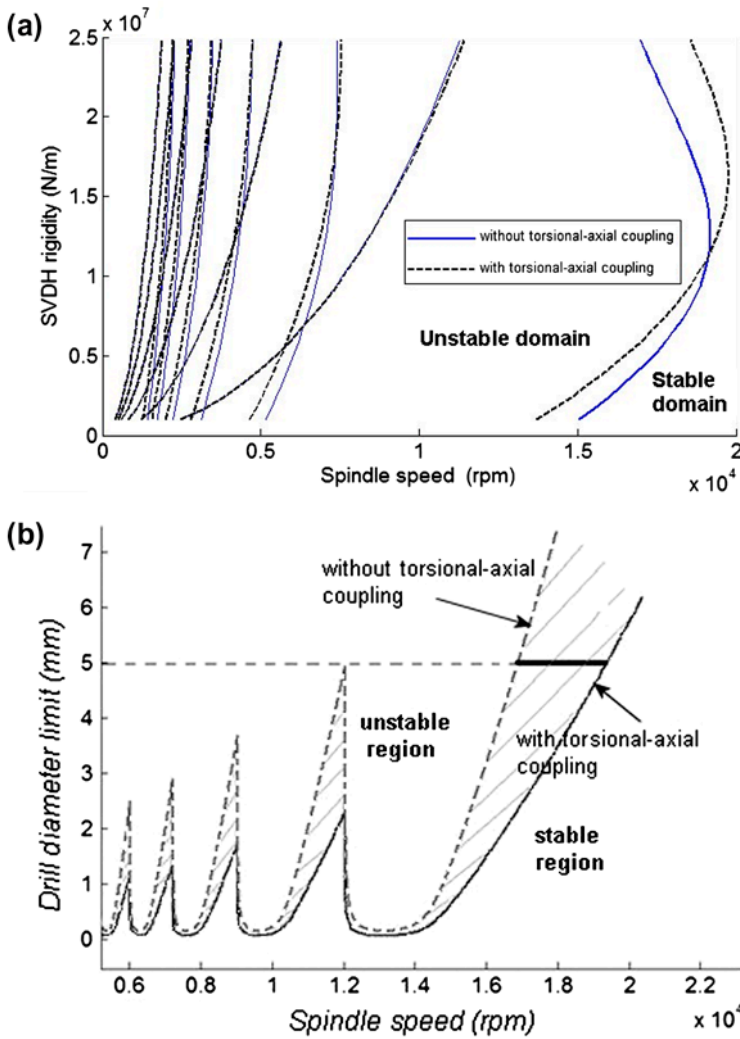 (a)
x 10^7
2.5
2
1.5
1
0.5
0
SVDH rigidity (N/m)
without torsional-axial coupling
with torsional-axial coupling
Unstable domain
Stable
domain
0 0.5 1 1.5 2
Spindle speed (rpm)
x 10^4
(b)
7
6
5
4
3
2
1
0
Drill diameter limit (mm)
without torsional-axial
coupling
unstable
region
with torsional-axial
coupling
stable
region
0.6 0.8 1 1.2 1.4 1.6 1.8 2 2.2
x 10^4
Spindle speed (rpm)